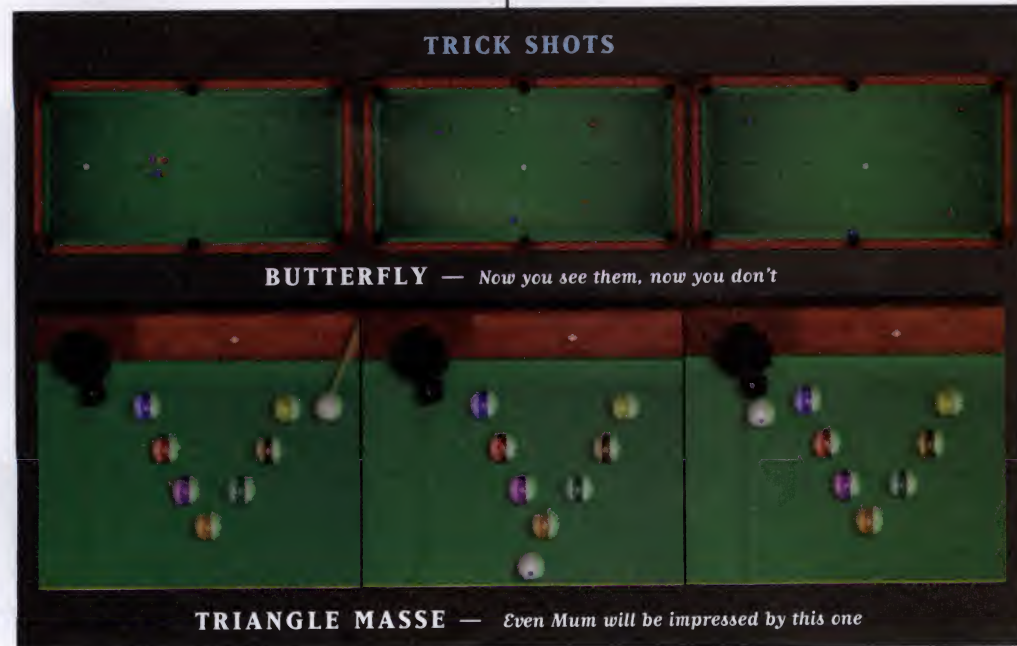 TRICK SHOTS
BUTTERFLY — Now you see them, now you don't
TRIANGLE MASSE — Even Mum will be impressed by this one